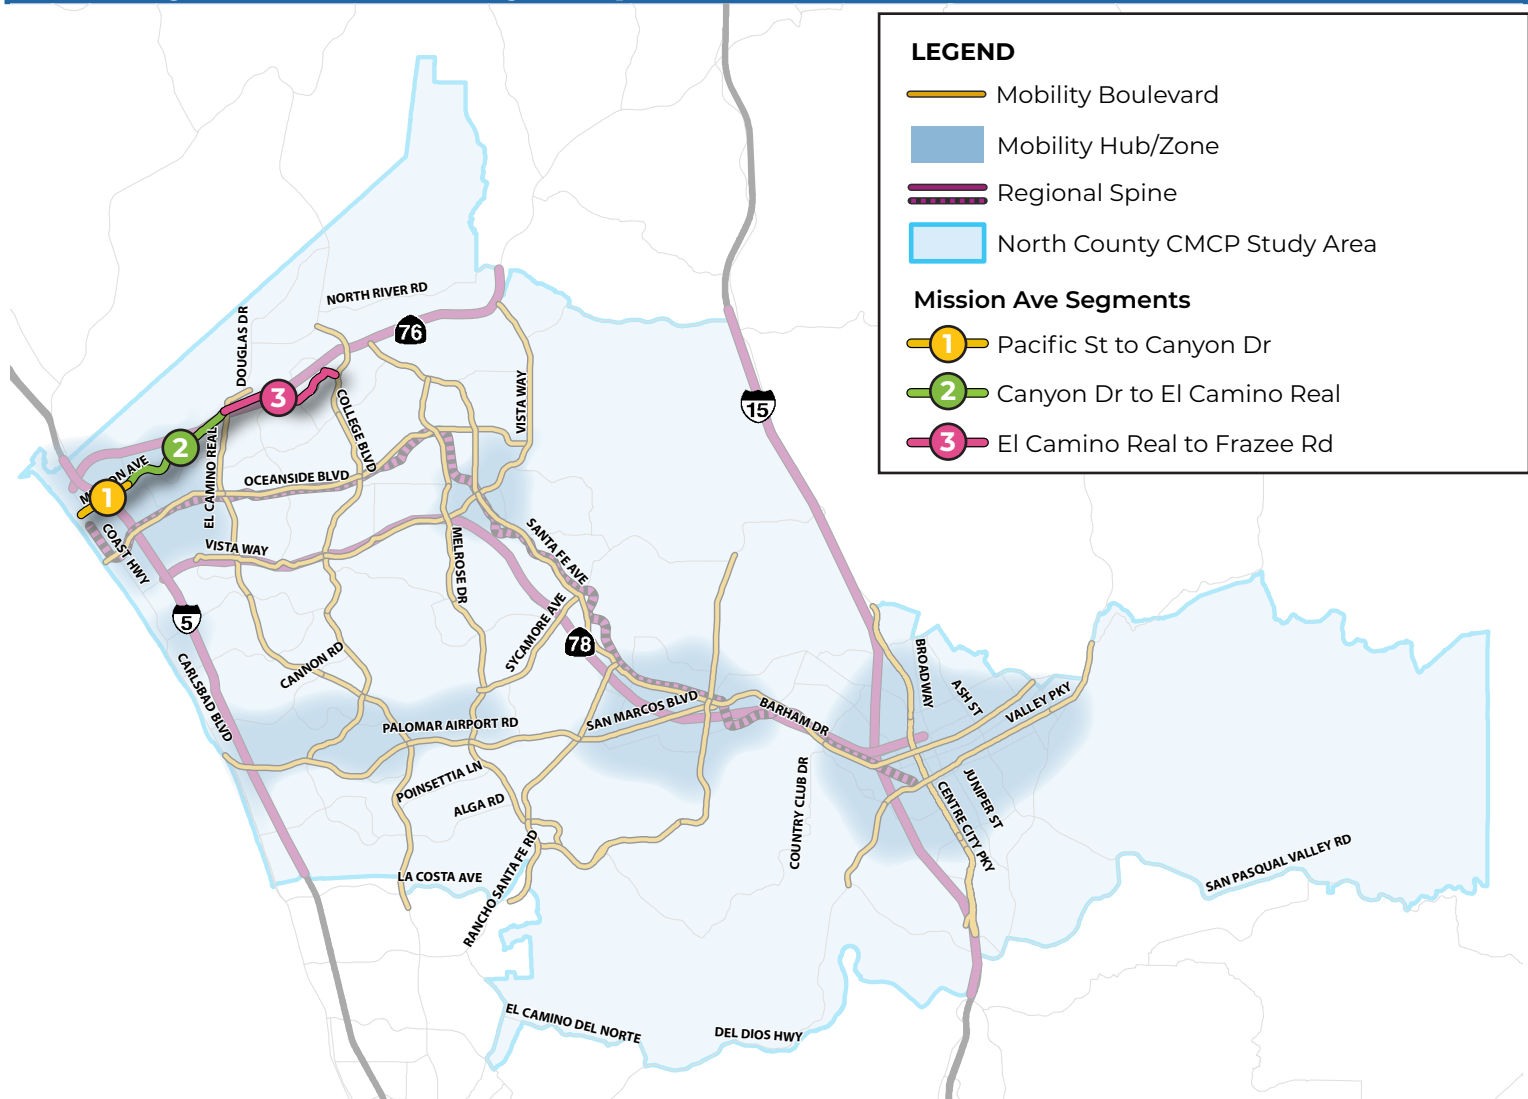 LEGEND
Mobility Boulevard
Mobility Hub/Zone
Regional Spine
North County CMCP Study Area
Mission Ave Segments
1 Pacific St to Canyon Dr
2 Canyon Dr to El Camino Real
3 El Camino Real to Frazee Rd
NORTH RIVER RD
76
DOUGLAS DR
3
15
COLLEGE BLVD
VISTA WAY
2
EL CAMINO REAL
1
OCEANSIDE BLVD
COAST HWY
VISTA WAY
MELROSE DR
SANTA FE AVE
5
SYCAMORE AVE
78
CANNON RD
CARLSBAD BLVD
BROADWAY
ASH ST
VALLEY PKY
PALOMAR AIRPORT RD
SAN MARCOS BLVD
BARHAM DR
POINSETTIA LN
ALGA RD
COUNTRY CLUB DR
JUNIPER ST
CENTRE CITY PKY
LA COSTA AVE
RANCHO SANTA FE RD
SAN PASQUAL VALLEY RD
EL CAMINO DEL NORTE
DEL DIOS HWY